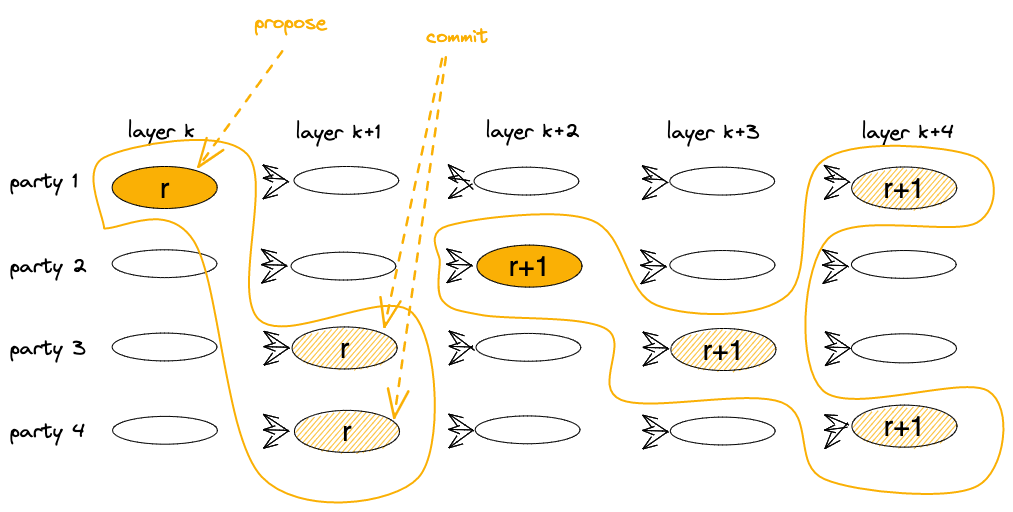 propose
commit
layer k
layer k+1
layer k+2
layer k+3
layer k+4
party 1
r
r+1
party 2
r+1
party 3
r
r+1
party 4
r
r+1